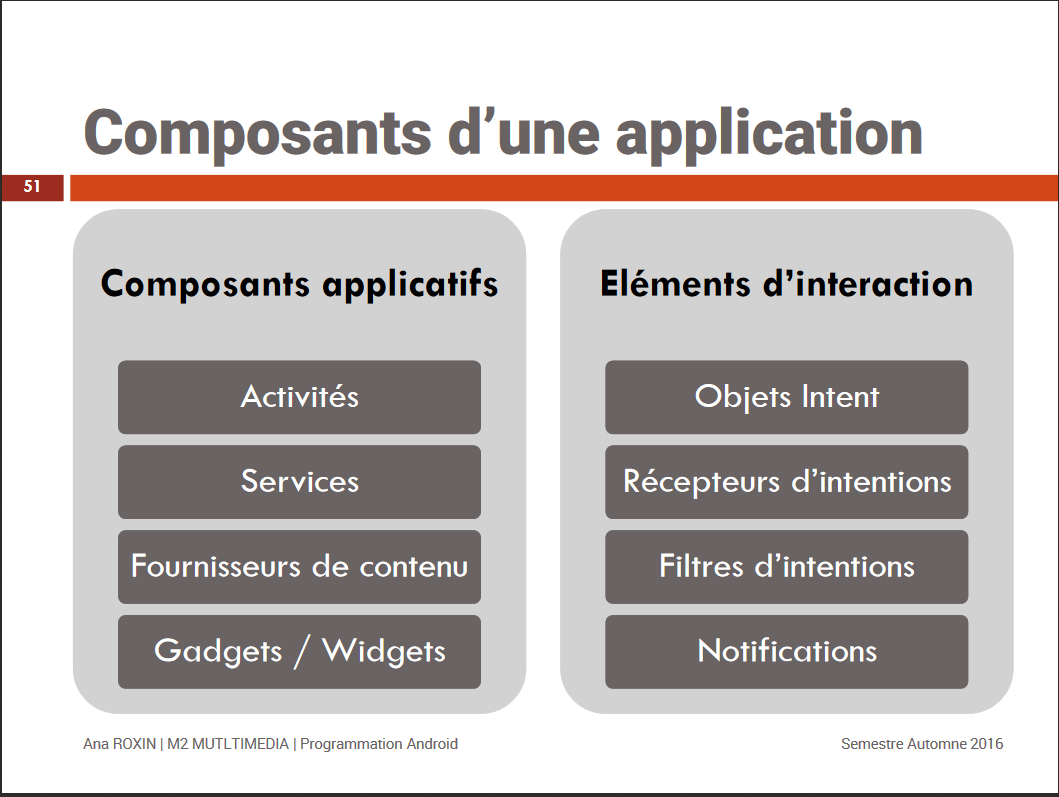 Composants d’une application
51
Composants applicatifs
Activités
Services
Fournisseurs de contenu
Gadgets / Widgets
Eléments d’interaction
Objets Intent
Récepteurs d’intentions
Filtres d’intentions
Notifications
Ana ROXIN | M2 MUTLTIMEDIA | Programmation Android
Semestre Automne 2016